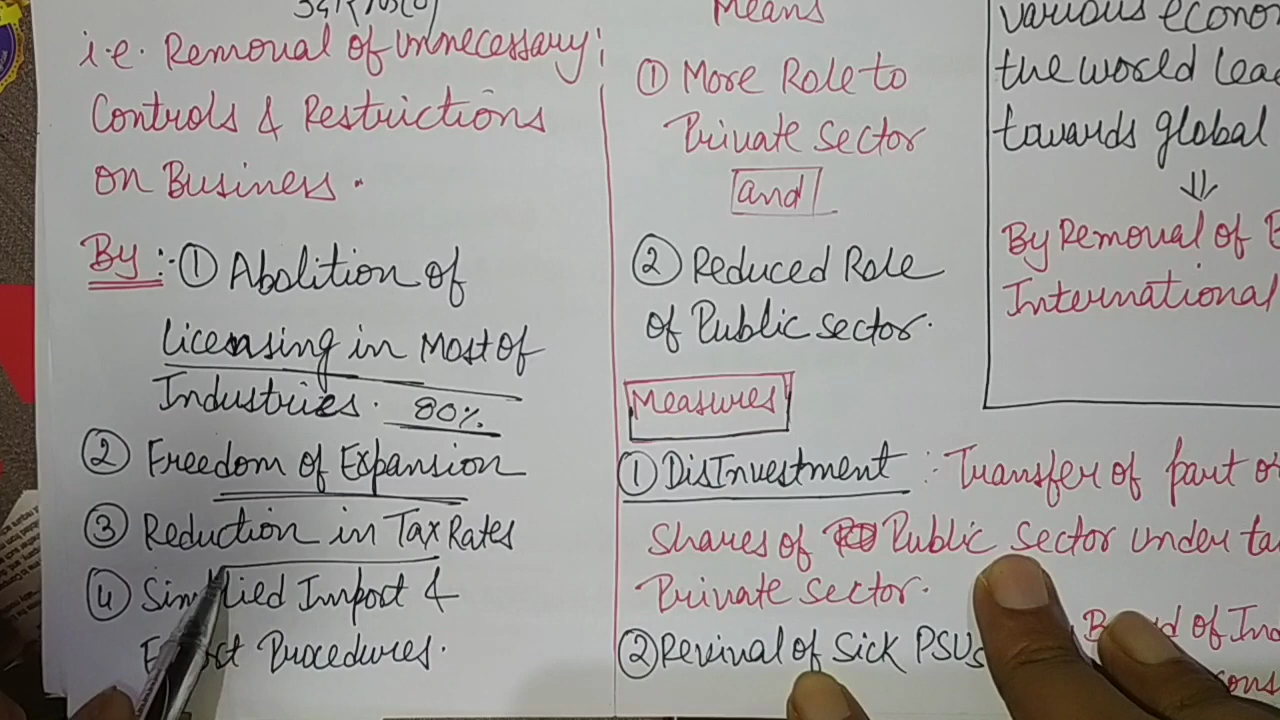 i.e. Removal of unnecessary
Controls & Restrictions
on Business.
By :- ① Abolition of
licensing in Most of
Industries. 80%.
② Freedom of Expansion
③ Reduction in Tax Rates
④ Simplied Import &
Procedures.
Means
① More Role to
Private Sector
and
② Reduced Role
of Public sector.
Measures
① DisInvestment : Transfer of part
Shares of Public Sector under
Private sector.
② Revival of Sick PSUs
of
various
the world
towards global
⇓
By Removal of
International